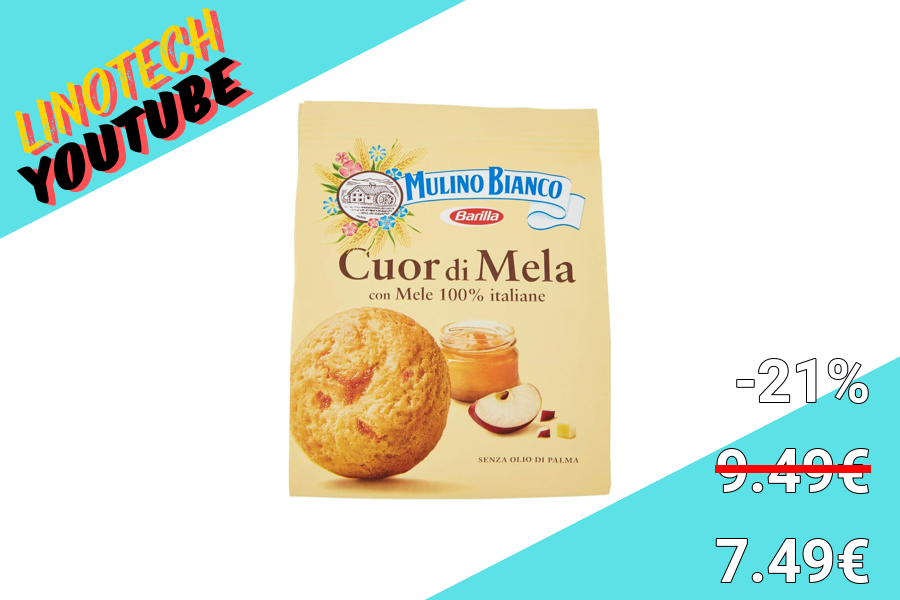 LINOTECH
YOUTUBE
MULINO BIANCO
Barilla
Cuor di Mela
con Mele 100% italiane
SENZA OLIO DI PALMA
-21%
9.49€
7.49€